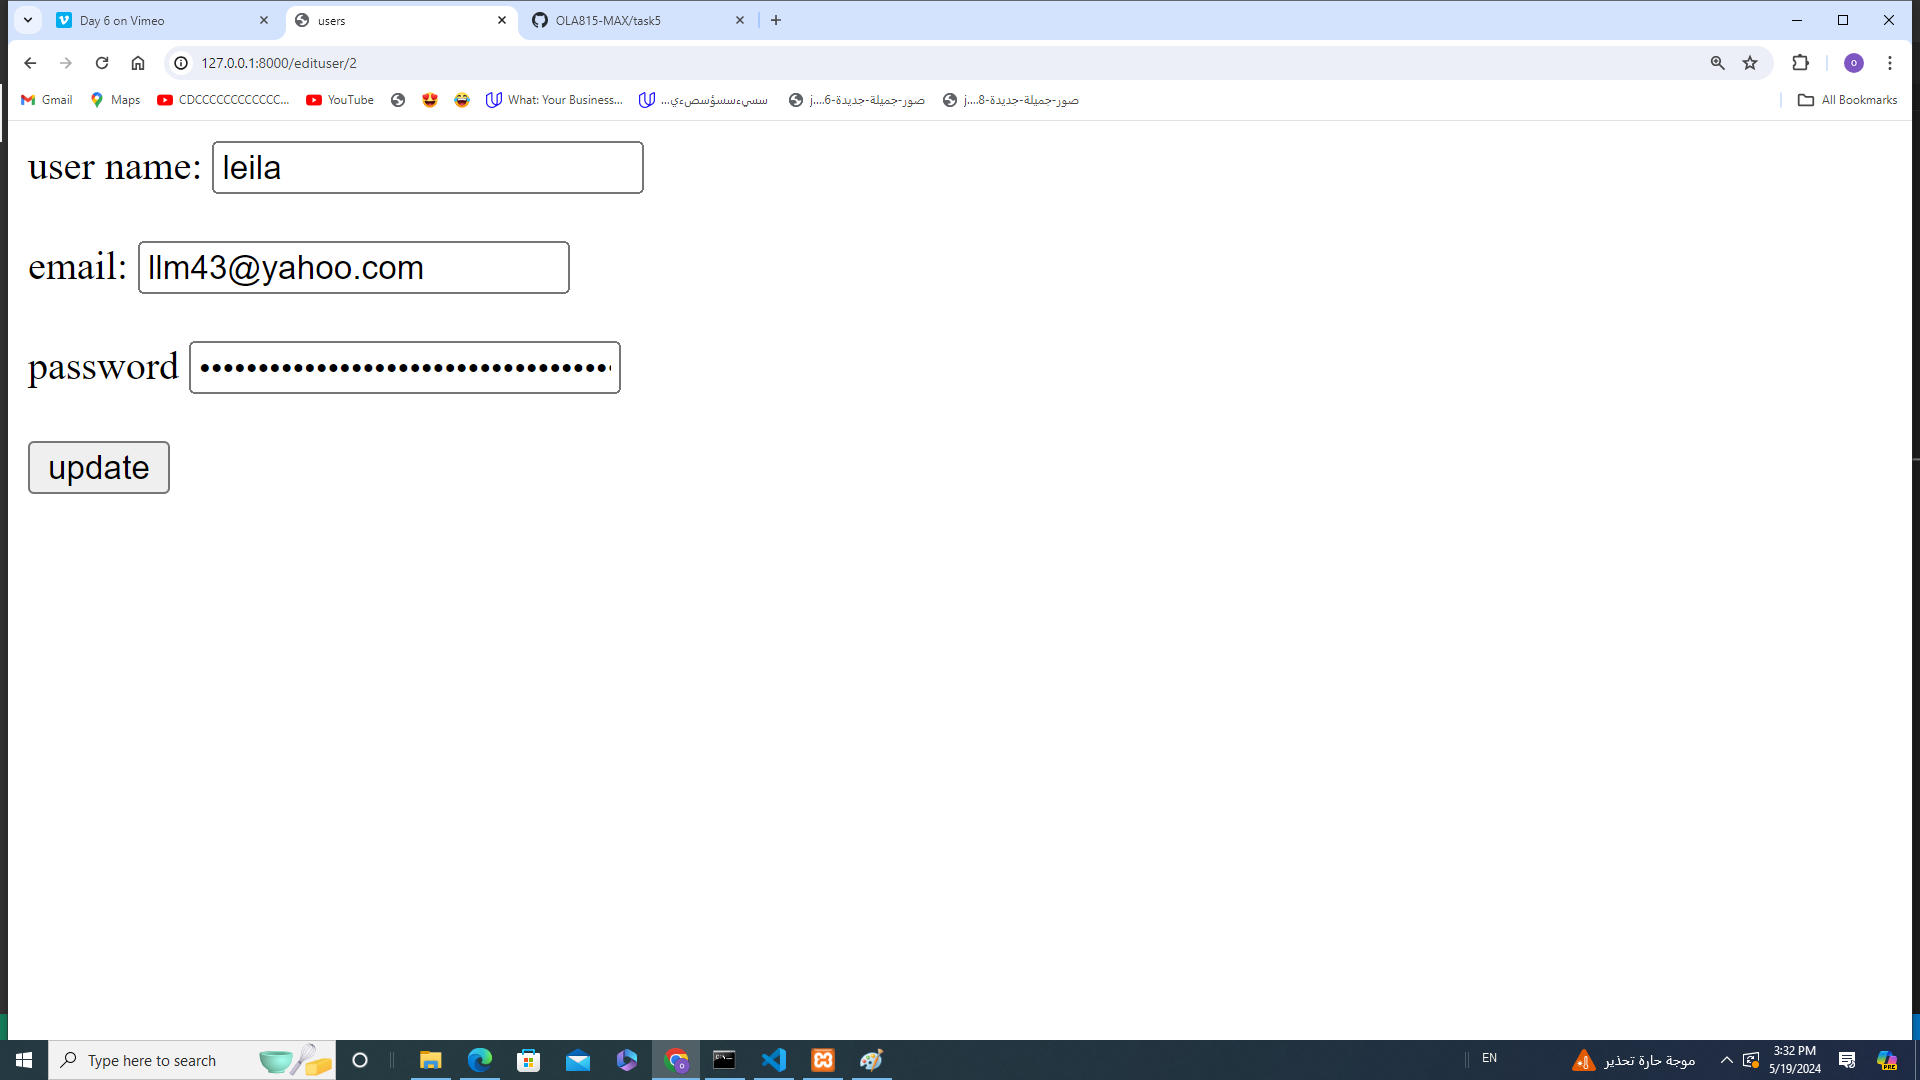 Day 6 on Vimeo
users
OLA815-MAX/task5
127.0.0.1:8000/edituser/2
Gmail
Maps
CDCCCCCCCCCCCC...
YouTube
What: Your Business...
سسيءسسؤسصءي...
صور-جميلة-جديدة-6....j
صور-جميلة-جديدة-8....j
All Bookmarks
user name: leila
email: llm43@yahoo.com
password
update
Type here to search
EN
موجة حارة تحذير
3:32 PM
5/19/2024